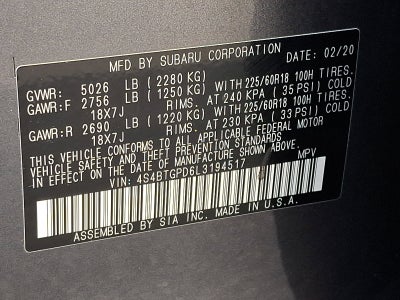 MFD BY SUBARU CORPORATION DATE: 02/20
GVWR: 5026 LB (2280 KG)
GAWR:F 2756 LB (1250 KG) WITH 225/60R18 100H TIRES.
18X7J RIMS. AT 240 KPA (35 PSI) COLD
GAWR:R 2690 LB (1220 KG) WITH 225/60R18 100H TIRES.
18X7J RIMS. AT 230 KPA (33 PSI) COLD
THIS VEHICLE CONFORMS TO ALL APPLICABLE FEDERAL MOTOR
VEHICLE SAFETY, BUMPER, AND THEFT PREVENTION STANDARDS
IN EFFECT ON THE DATE OF MANUFACTURE SHOWN ABOVE.
VIN: 4S4BTGPD6L3194517 MPV
ASSEMBLED BY SIA INC. MADE IN U.S.A.